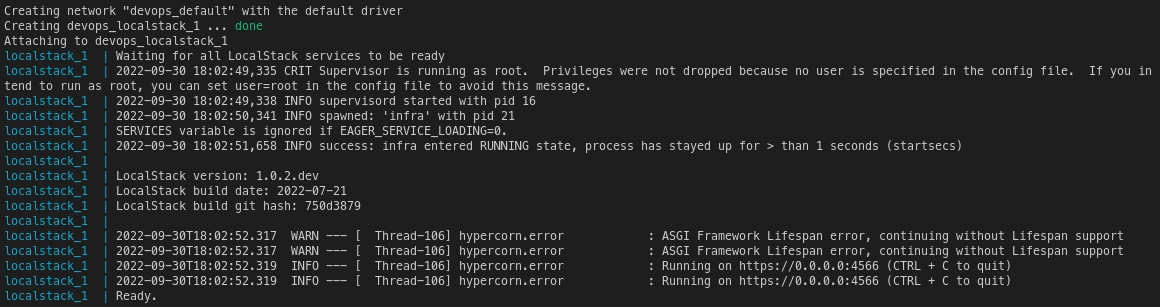 Creating network "devops_default" with the default driver
Creating devops_localstack_1 ... done
Attaching to devops_localstack_1
localstack_1  | Waiting for all LocalStack services to be ready
localstack_1  | 2022-09-30 18:02:49,335 CRIT Supervisor is running as root.  Privileges were not dropped because no user is specified in the config file.  If you in
tend to run as root, you can set user=root in the config file to avoid this message.
localstack_1  | 2022-09-30 18:02:49,338 INFO supervisord started with pid 16
localstack_1  | 2022-09-30 18:02:50,341 INFO spawned: 'infra' with pid 21
localstack_1  | SERVICES variable is ignored if EAGER_SERVICE_LOADING=0.
localstack_1  | 2022-09-30 18:02:51,658 INFO success: infra entered RUNNING state, process has stayed up for > than 1 seconds (startsecs)
localstack_1  |
localstack_1  | LocalStack version: 1.0.2.dev
localstack_1  | LocalStack build date: 2022-07-21
localstack_1  | LocalStack build git hash: 750d3879
localstack_1  |
localstack_1  | 2022-09-30T18:02:52.317  WARN --- [  Thread-106] hypercorn.error            : ASGI Framework Lifespan error, continuing without Lifespan support
localstack_1  | 2022-09-30T18:02:52.317  WARN --- [  Thread-106] hypercorn.error            : ASGI Framework Lifespan error, continuing without Lifespan support
localstack_1  | 2022-09-30T18:02:52.319  INFO --- [  Thread-106] hypercorn.error            : Running on https://0.0.0.0:4566 (CTRL + C to quit)
localstack_1  | 2022-09-30T18:02:52.319  INFO --- [  Thread-106] hypercorn.error            : Running on https://0.0.0.0:4566 (CTRL + C to quit)
localstack_1  | Ready.